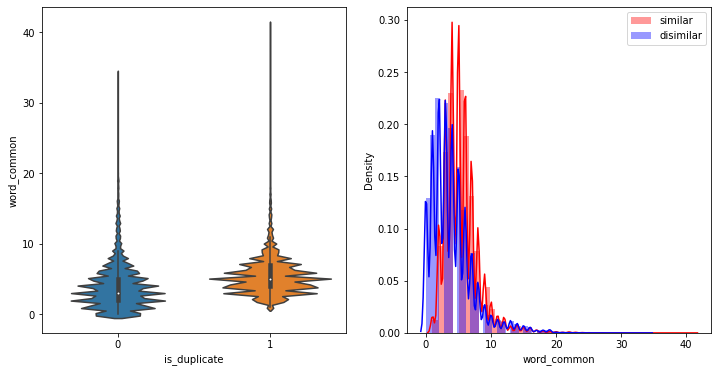 word_common
40
30
20
10
0
0 1
is_duplicate
Density
0.30
0.25
0.20
0.15
0.10
0.05
0.00
similar
disimilar
0 10 20 30 40
word_common